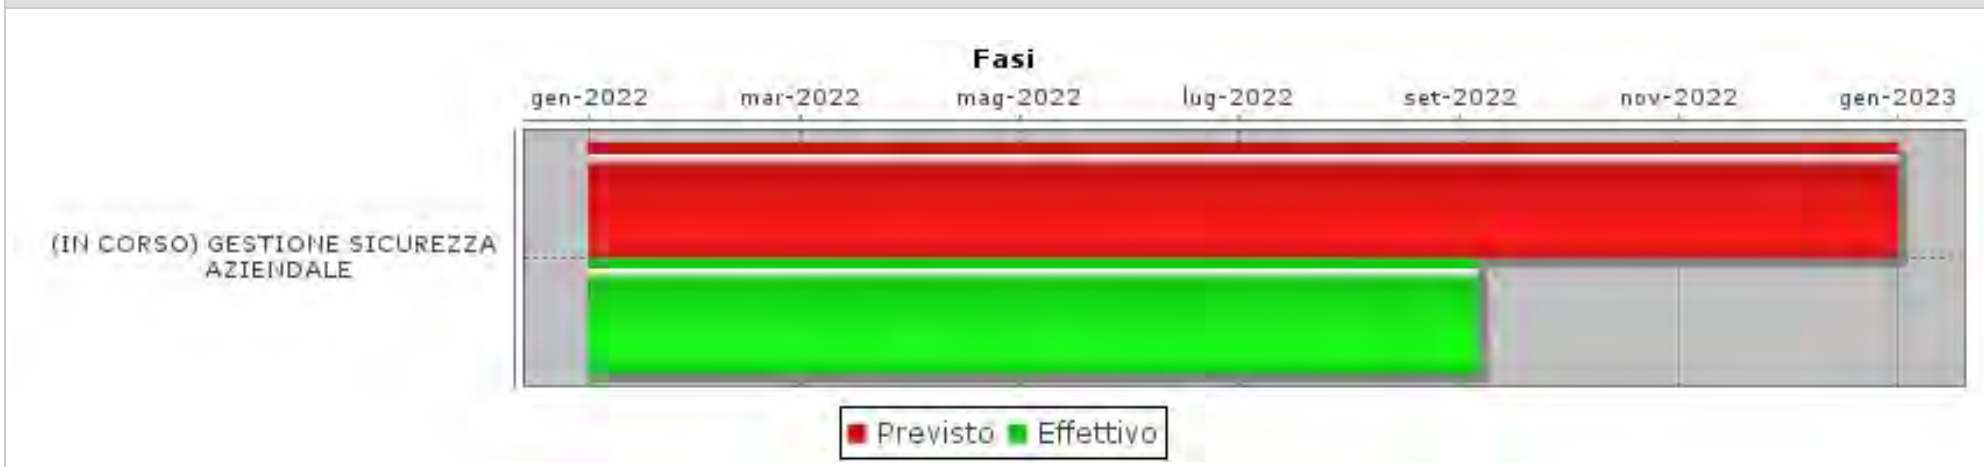 Fasi
gen-2022 mar-2022 mag-2022 lug-2022 set-2022 nov-2022 gen-2023
(IN CORSO) GESTIONE SICUREZZA
AZIENDALE
Previsto Effettivo